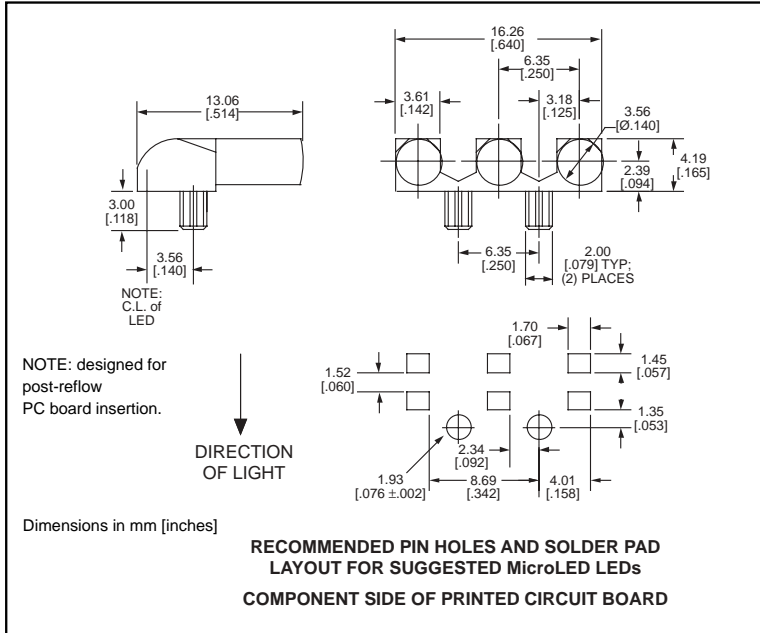 16.26
[.640]
6.35
[.250]
13.06
[.514]
3.61
[.142]
3.18
[.125]
3.56
[Ø.140]
4.19
[.165]
2.39
[.094]
3.00
[.118]
3.56
[.140]
6.35
[.250]
2.00
[.079] TYP;
(2) PLACES
NOTE:
C.L. of
LED
1.70
[.067]
NOTE: designed for
post-reflow
PC board insertion.
1.52
[.060]
1.45
[.057]
1.35
[.053]
DIRECTION
OF LIGHT
2.34
[.092]
1.93
[.076 ±.002]
8.69
[.342]
4.01
[.158]
Dimensions in mm [inches]
RECOMMENDED PIN HOLES AND SOLDER PAD
LAYOUT FOR SUGGESTED MicroLED LEDs
COMPONENT SIDE OF PRINTED CIRCUIT BOARD